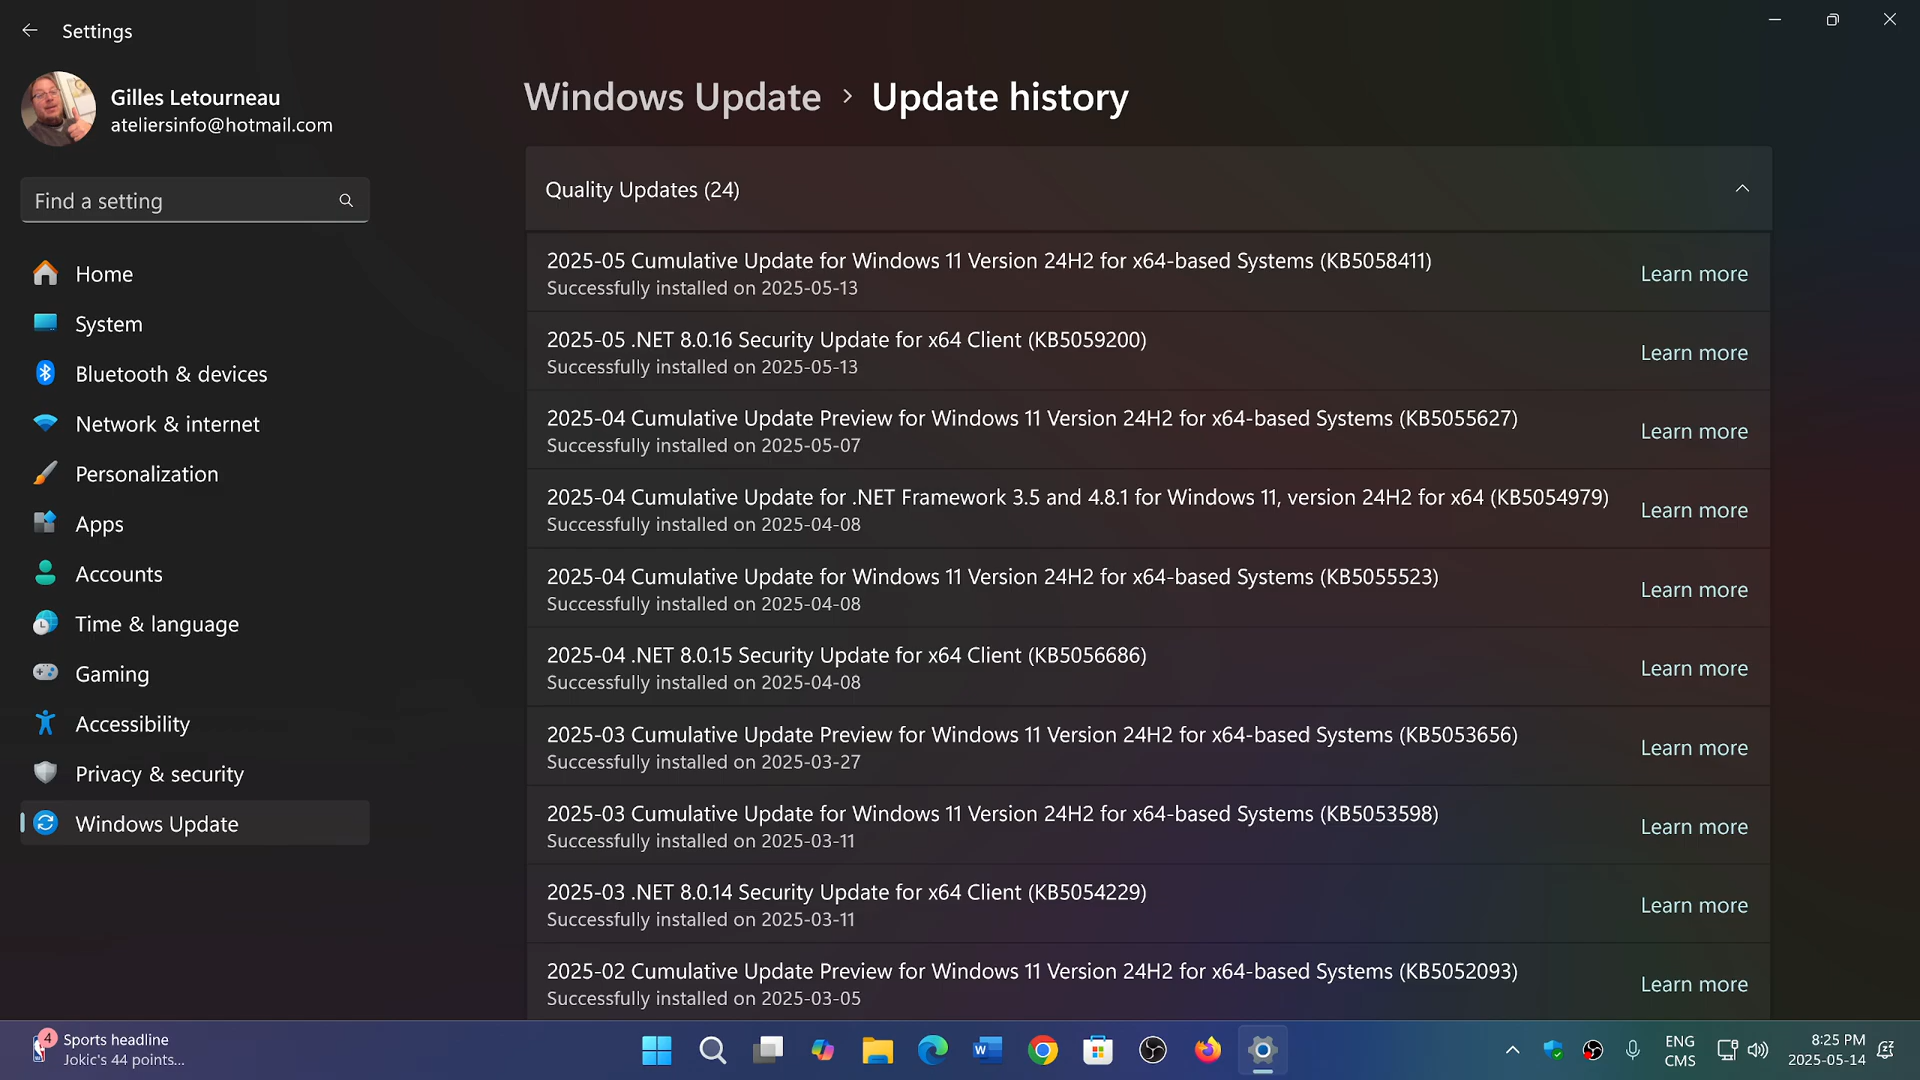 Settings
Gilles Letourneau
ateliersinfo@hotmail.com
Find a setting
Home
System
Bluetooth & devices
Network & internet
Personalization
Apps
Accounts
Time & language
Gaming
Accessibility
Privacy & security
Windows Update
Windows Update > Update history
Quality Updates (24)
2025-05 Cumulative Update for Windows 11 Version 24H2 for x64-based Systems (KB5058411)
Successfully installed on 2025-05-13
Learn more
2025-05 .NET 8.0.16 Security Update for x64 Client (KB5059200)
Successfully installed on 2025-05-13
Learn more
2025-04 Cumulative Update Preview for Windows 11 Version 24H2 for x64-based Systems (KB5055627)
Successfully installed on 2025-05-07
Learn more
2025-04 Cumulative Update for .NET Framework 3.5 and 4.8.1 for Windows 11, version 24H2 for x64 (KB5054979)
Successfully installed on 2025-04-08
Learn more
2025-04 Cumulative Update for Windows 11 Version 24H2 for x64-based Systems (KB5055523)
Successfully installed on 2025-04-08
Learn more
2025-04 .NET 8.0.15 Security Update for x64 Client (KB5056686)
Successfully installed on 2025-04-08
Learn more
2025-03 Cumulative Update Preview for Windows 11 Version 24H2 for x64-based Systems (KB5053656)
Successfully installed on 2025-03-27
Learn more
2025-03 Cumulative Update for Windows 11 Version 24H2 for x64-based Systems (KB5053598)
Successfully installed on 2025-03-11
Learn more
2025-03 .NET 8.0.14 Security Update for x64 Client (KB5054229)
Successfully installed on 2025-03-11
Learn more
2025-02 Cumulative Update Preview for Windows 11 Version 24H2 for x64-based Systems (KB5052093)
Successfully installed on 2025-03-05
Learn more
4
Sports headline
Jokic's 44 points...
W
ENG
CMS
8:25 PM
2025-05-14